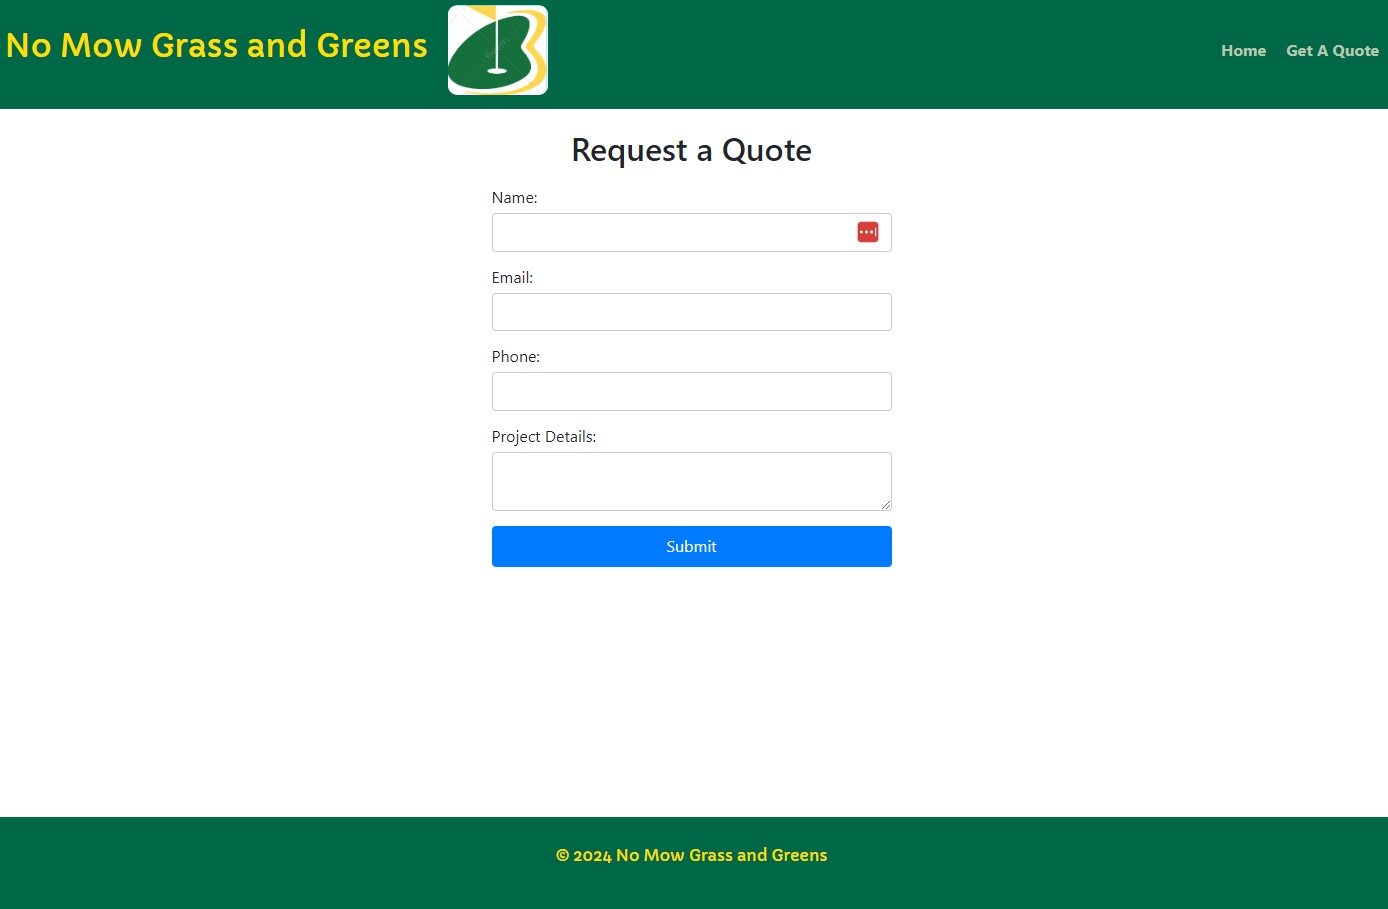 No Mow Grass and Greens
Home Get A Quote
Request a Quote
Name:
Email:
Phone:
Project Details:
Submit
© 2024 No Mow Grass and Greens